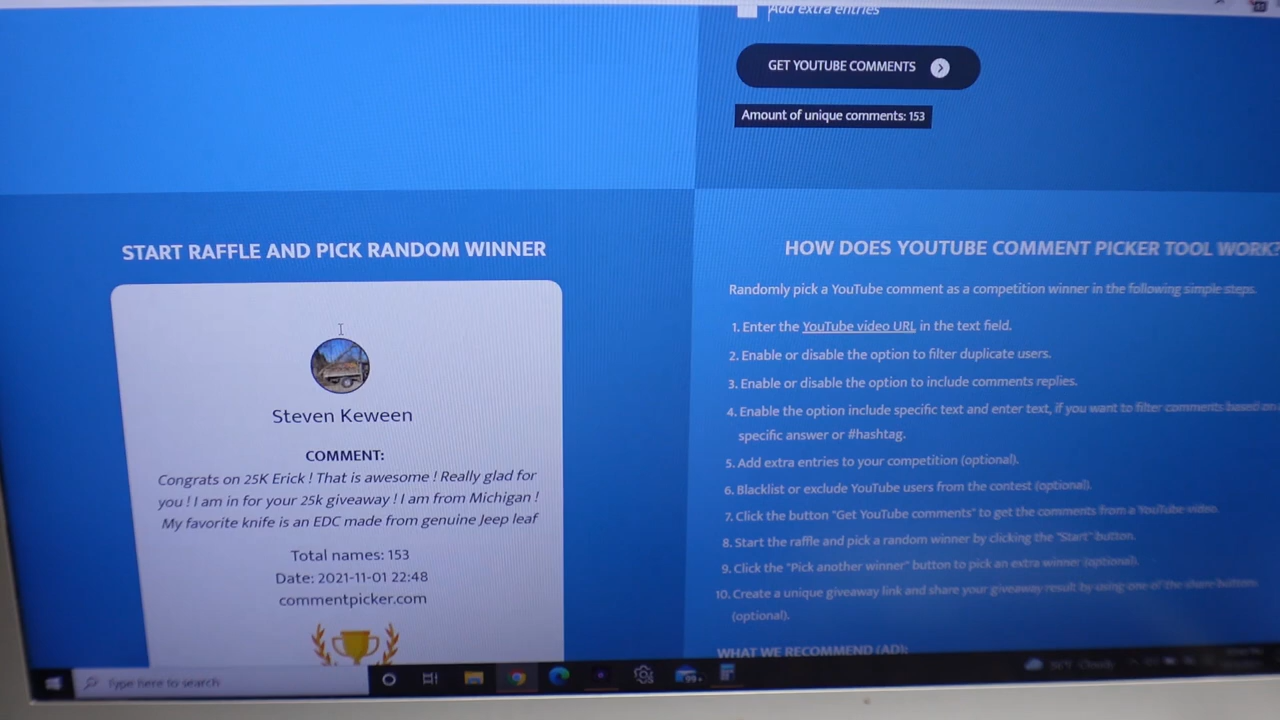 Add extra entries
GET YOUTUBE COMMENTS
Amount of unique comments: 153
START RAFFLE AND PICK RANDOM WINNER
Steven Keween
COMMENT:
Congrats on 25K Erick ! That is awesome ! Really glad for
you ! I am in for your 25k giveaway ! I am from Michigan !
My favorite knife is an EDC made from genuine Jeep leaf
Total names: 153
Date: 2021-11-01 22:48
commentpicker.com
HOW DOES YOUTUBE COMMENT PICKER TOOL WORK?
Randomly pick a YouTube comment as a competition winner in the following simple steps.
1. Enter the YouTube video URL in the text field.
2. Enable or disable the option to filter duplicate users.
3. Enable or disable the option to include comments replies.
4. Enable the option include specific text and enter text, if you want to filter comments based on
specific answer or #hashtag.
5. Add extra entries to your competition (optional).
6. Blacklist or exclude YouTube users from the contest (optional).
7. Click the button "Get YouTube comments" to get the comments from a YouTube video.
8. Start the raffle and pick a random winner by clicking the "Start" button.
9. Click the "Pick another winner" button to pick an extra winner (optional).
10. Create a unique giveaway link and share your giveaway result by using one of the share buttons
(optional).
WHAT WE RECOMMEND (AD):
Type here to search
99+
Cloudy